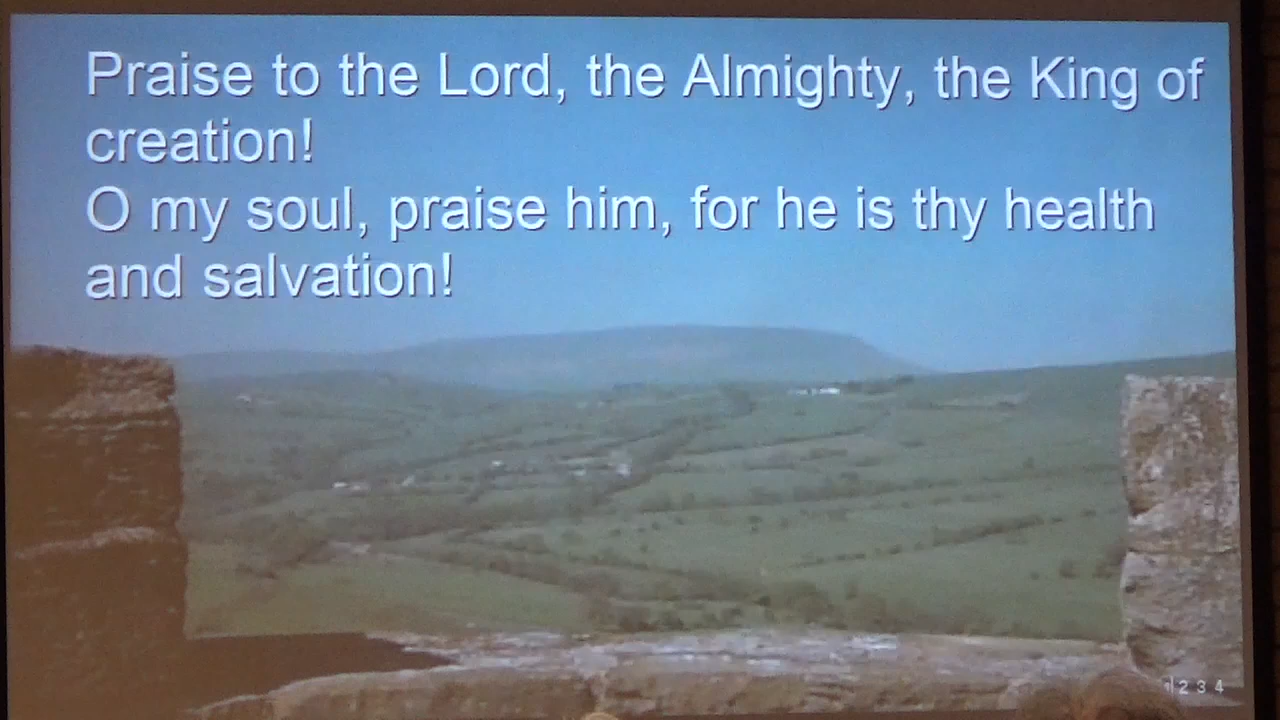 Praise to the Lord, the Almighty, the King of
creation!
O my soul, praise him, for he is thy health
and salvation!
1 2 3 4